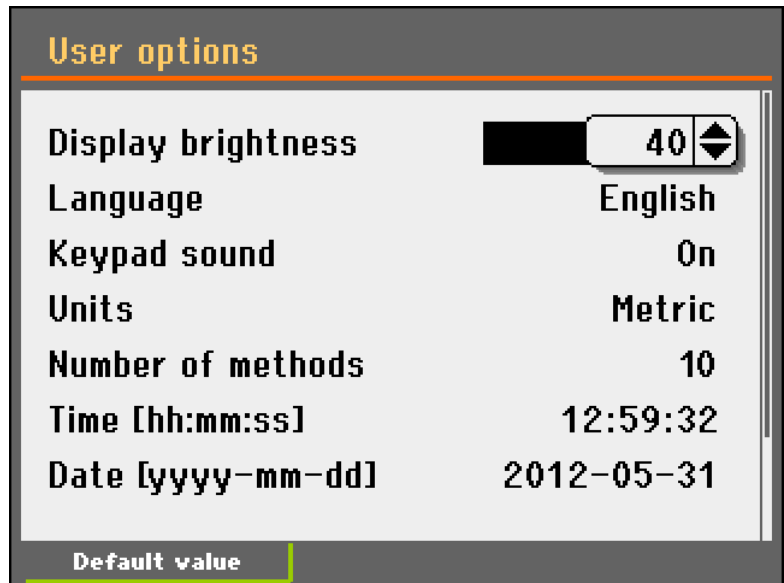 User options
Display brightness 40
Language English
Keypad sound On
Units Metric
Number of methods 10
Time [hh:mm:ss] 12:59:32
Date [yyyy-mm-dd] 2012-05-31
Default value